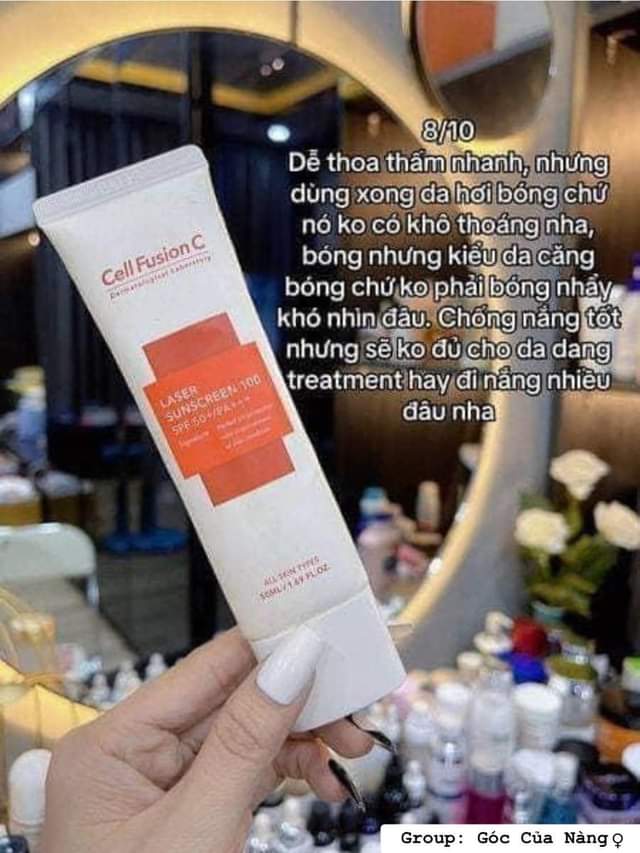 8/10
Dễ thoa thấm nhanh, nhưng
dùng xong da hơi bóng chứ
nó ko có khô thoáng nha,
bóng nhưng kiểu da căng
bóng chứ ko phải bóng nhẩy
khó nhìn đâu. Chống nắng tốt
nhưng sẽ ko đủ cho da dang
treatment hay đi nắng nhiều
đâu nha
Cell Fusion C
Dermatological Laboratory
LASER
SUNSCREEN 100
SPF 50+/PA+++
ALL SKIN TYPES
50ML/1.69 FL.OZ.
Group: Góc Của Nàng♀